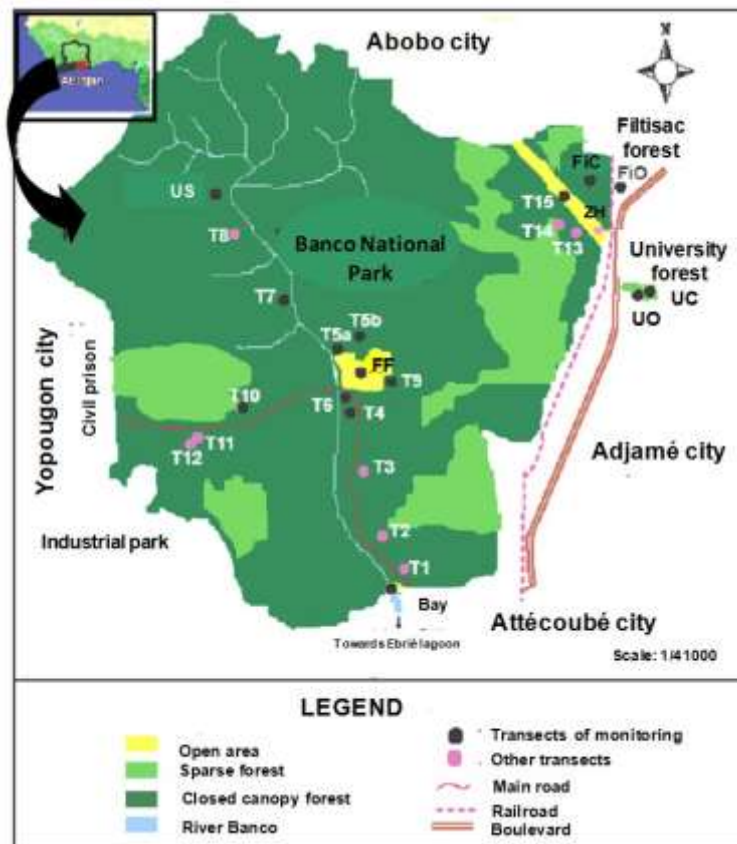 Abidjan
Abobo city
N
Filtisac
forest
FiC
FiO
US
T15
ZH
T8
T14
T13
Banco National
Park
University
forest
UC
UO
T7
T5b
T5a
FF
T9
Yopougon city
Civil prison
T10
T6
T4
T11
T12
Adjamé city
T3
Industrial park
T2
T1
Bay
Attécoubé city
Towards Ebrié lagoon
Scale: 1/41000
LEGEND
Open area
Sparse forest
Closed canopy forest
River Banco
Transects of monitoring
Other transects
Main road
Railroad
Boulevard